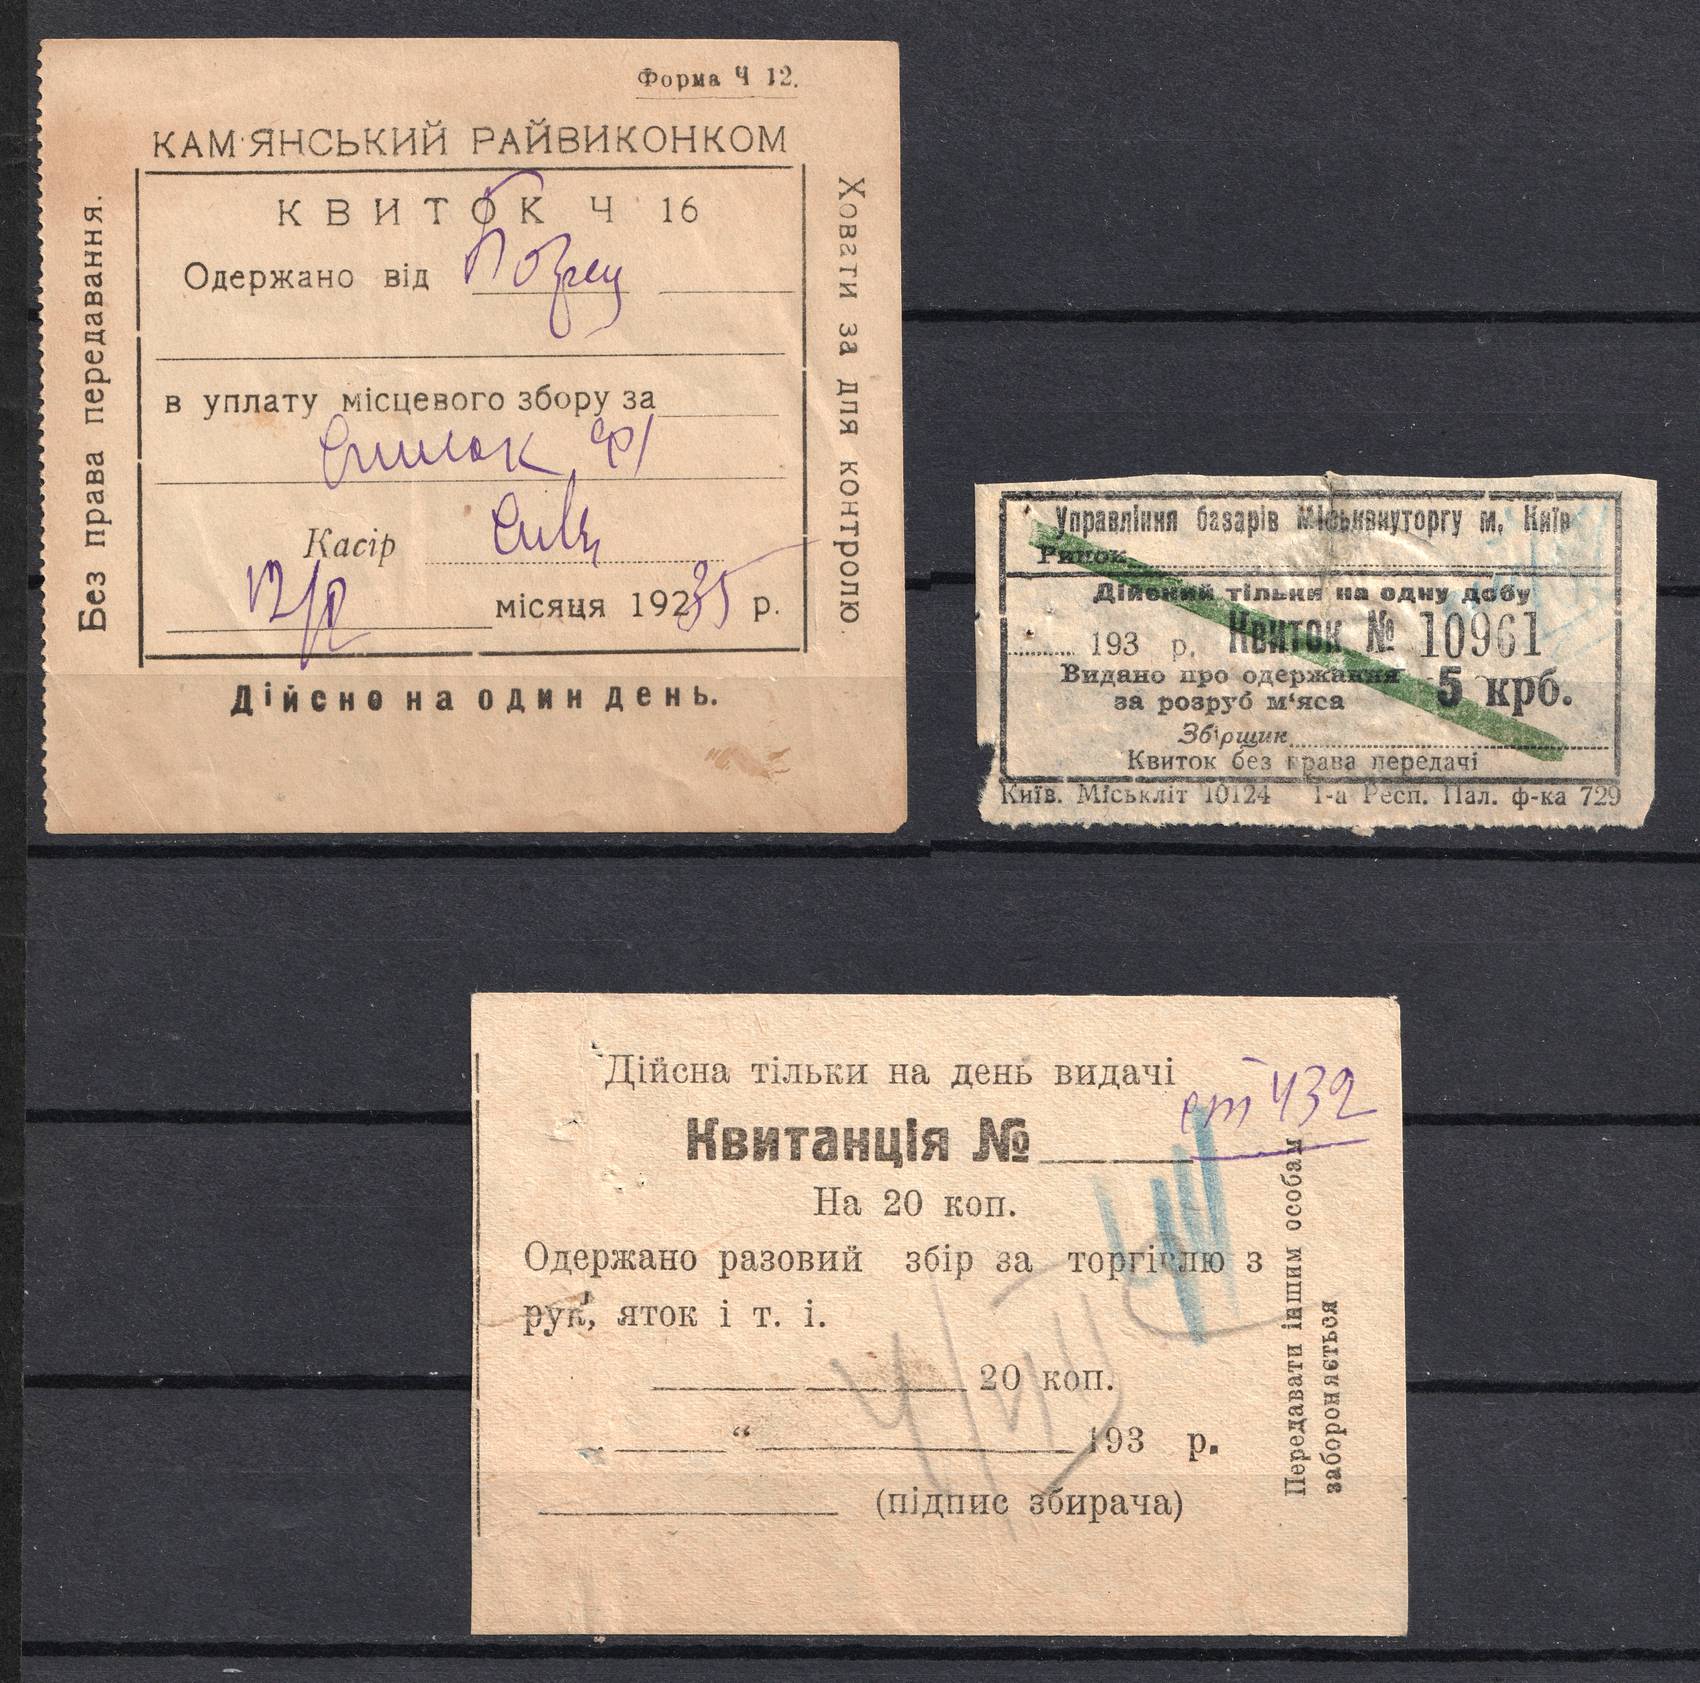 Форма Ч 12.
КАМ'ЯНСЬКИЙ РАЙВИКОНКОМ
КВИТОК Ч 16
Одержано від
в уплату місцевого збору за
Касір
12/ місяця 192 35 р.
Дійсно на один день.
Без права передавання.
Ховати за для контролю.
Управління базарів Міськвнуторгу м. Київ
Ринок
Дійсний тільки на одну добу
193 р. Квиток № 10961
Видано про одержання
за розруб м'яса 5 крб.
Збірщик
Квиток без права передачі
Київ. Міськліт 10124 1-а Респ. Пал. ф-ка 729
Дійсна тільки на день видачі
432
Квитанція №
На 20 коп.
Одержано разовий збір за торгівлю з
рук, яток і т. і.
20 коп.
„ “ 193 р.
(підпис збирача)
Передавати іншим особам
забороняється